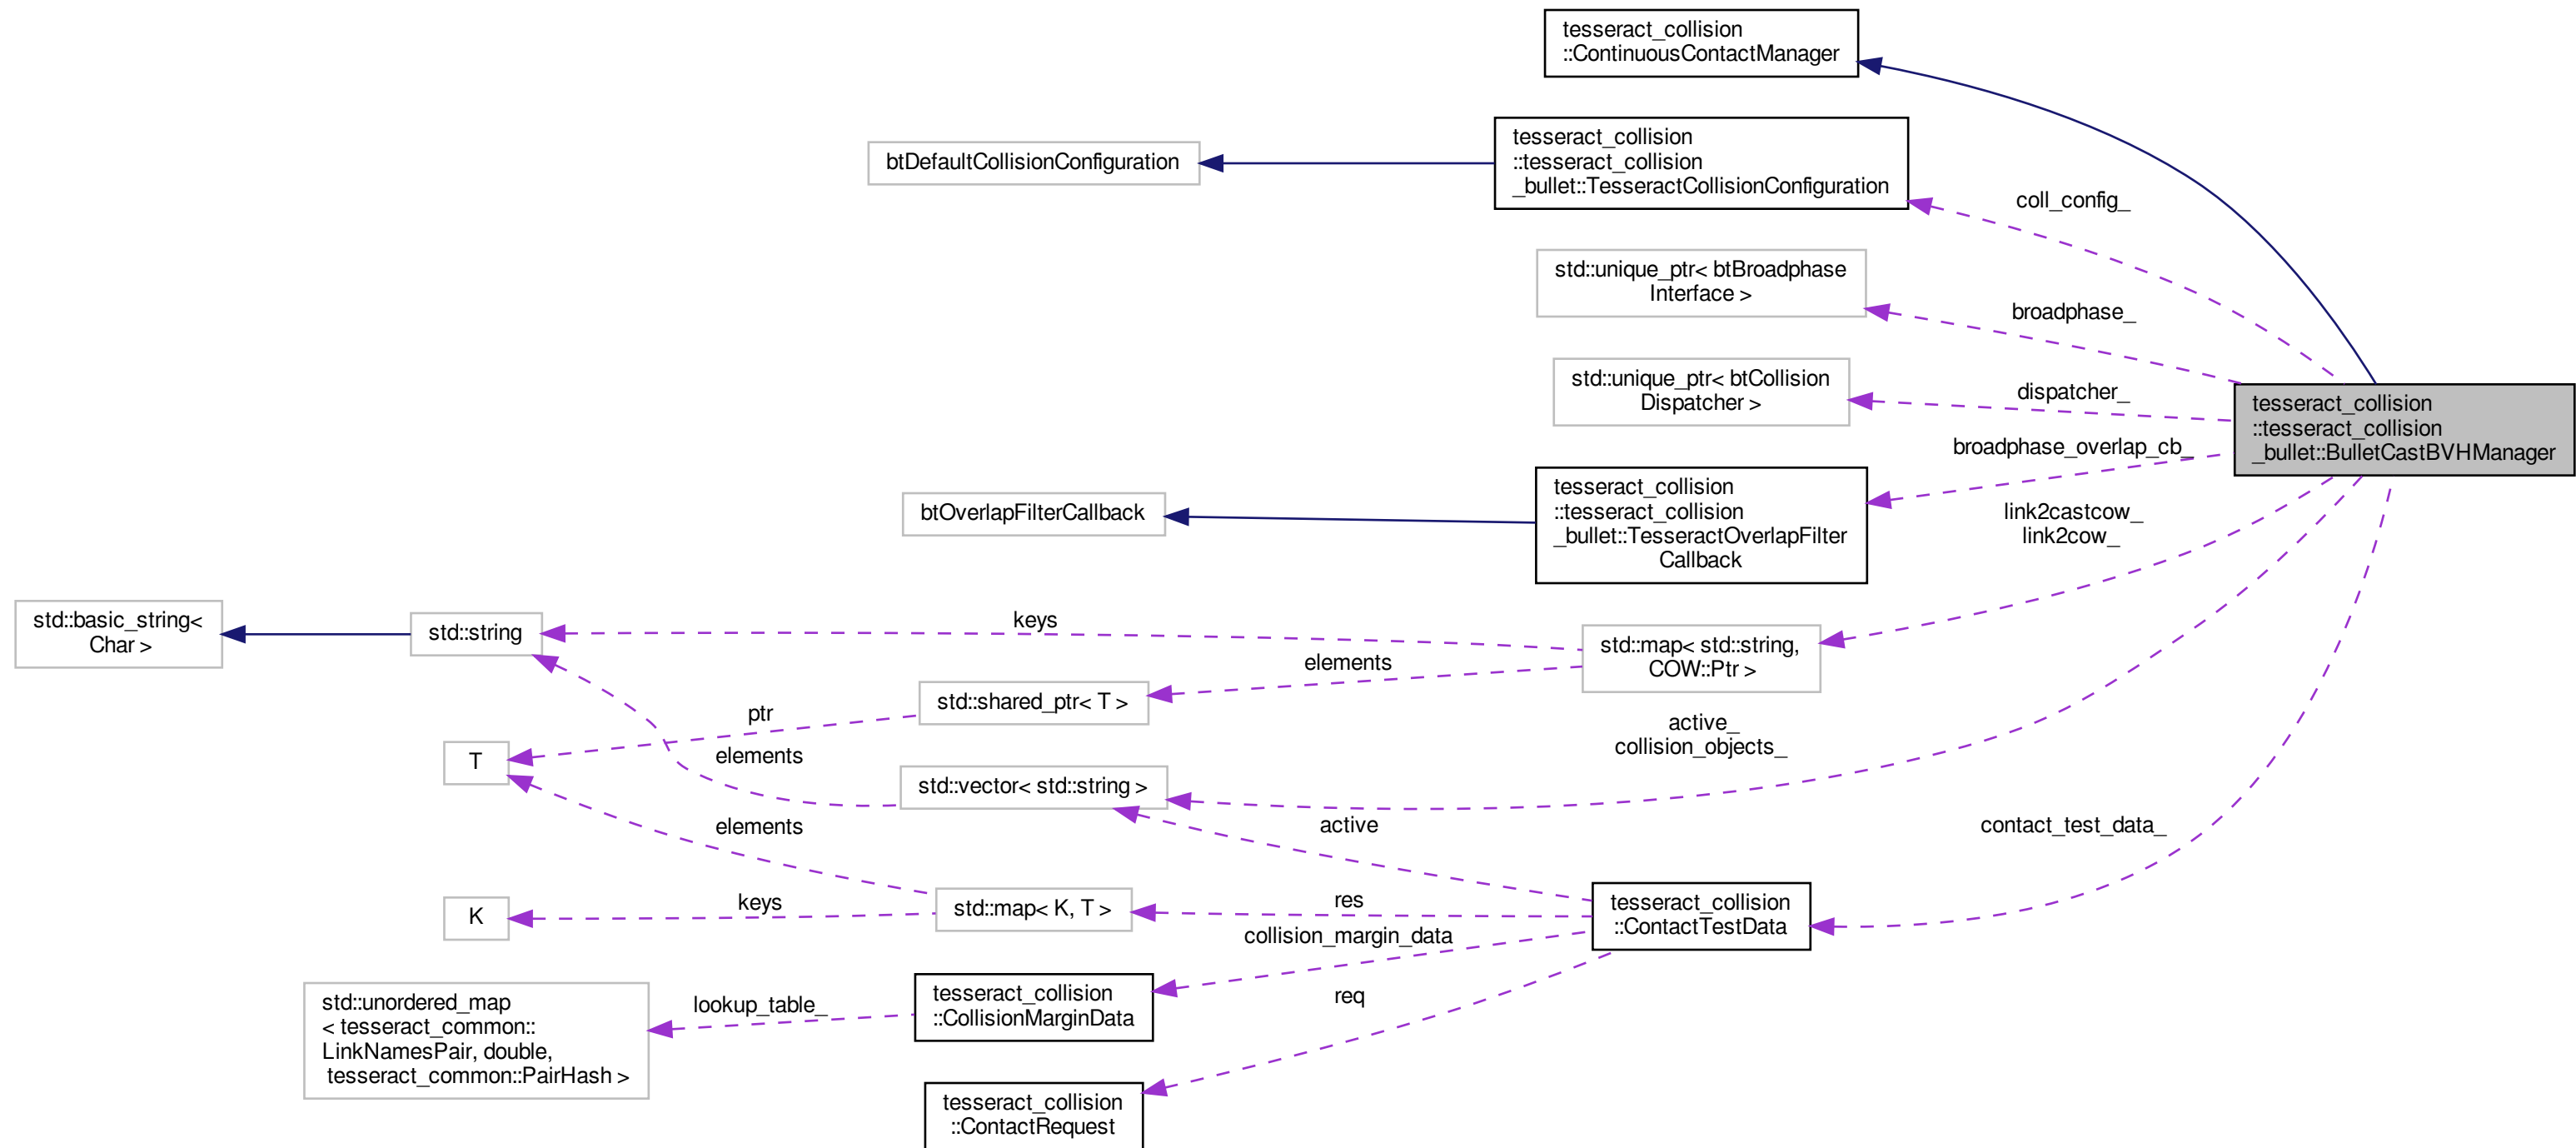 tesseract_collision
::ContinuousContactManager
btDefaultCollisionConfiguration
tesseract_collision
::tesseract_collision
_bullet::TesseractCollisionConfiguration
coll_config_
std::unique_ptr< btBroadphase
Interface >
broadphase_
std::unique_ptr< btCollision
Dispatcher >
dispatcher_
tesseract_collision
::tesseract_collision
_bullet::BulletCastBVHManager
broadphase_overlap_cb_
btOverlapFilterCallback
tesseract_collision
::tesseract_collision
_bullet::TesseractOverlapFilter
Callback
link2castcow_
link2cow_
std::basic_string<
Char >
std::string
keys
std::map< std::string,
COW::Ptr >
elements
std::shared_ptr< T >
ptr
T
elements
active_
collision_objects_
std::vector< std::string >
elements
active
contact_test_data_
K
keys
std::map< K, T >
res
tesseract_collision
::ContactTestData
collision_margin_data
std::unordered_map
< tesseract_common::
LinkNamesPair, double,
tesseract_common::PairHash >
lookup_table_
tesseract_collision
::CollisionMarginData
req
tesseract_collision
::ContactRequest